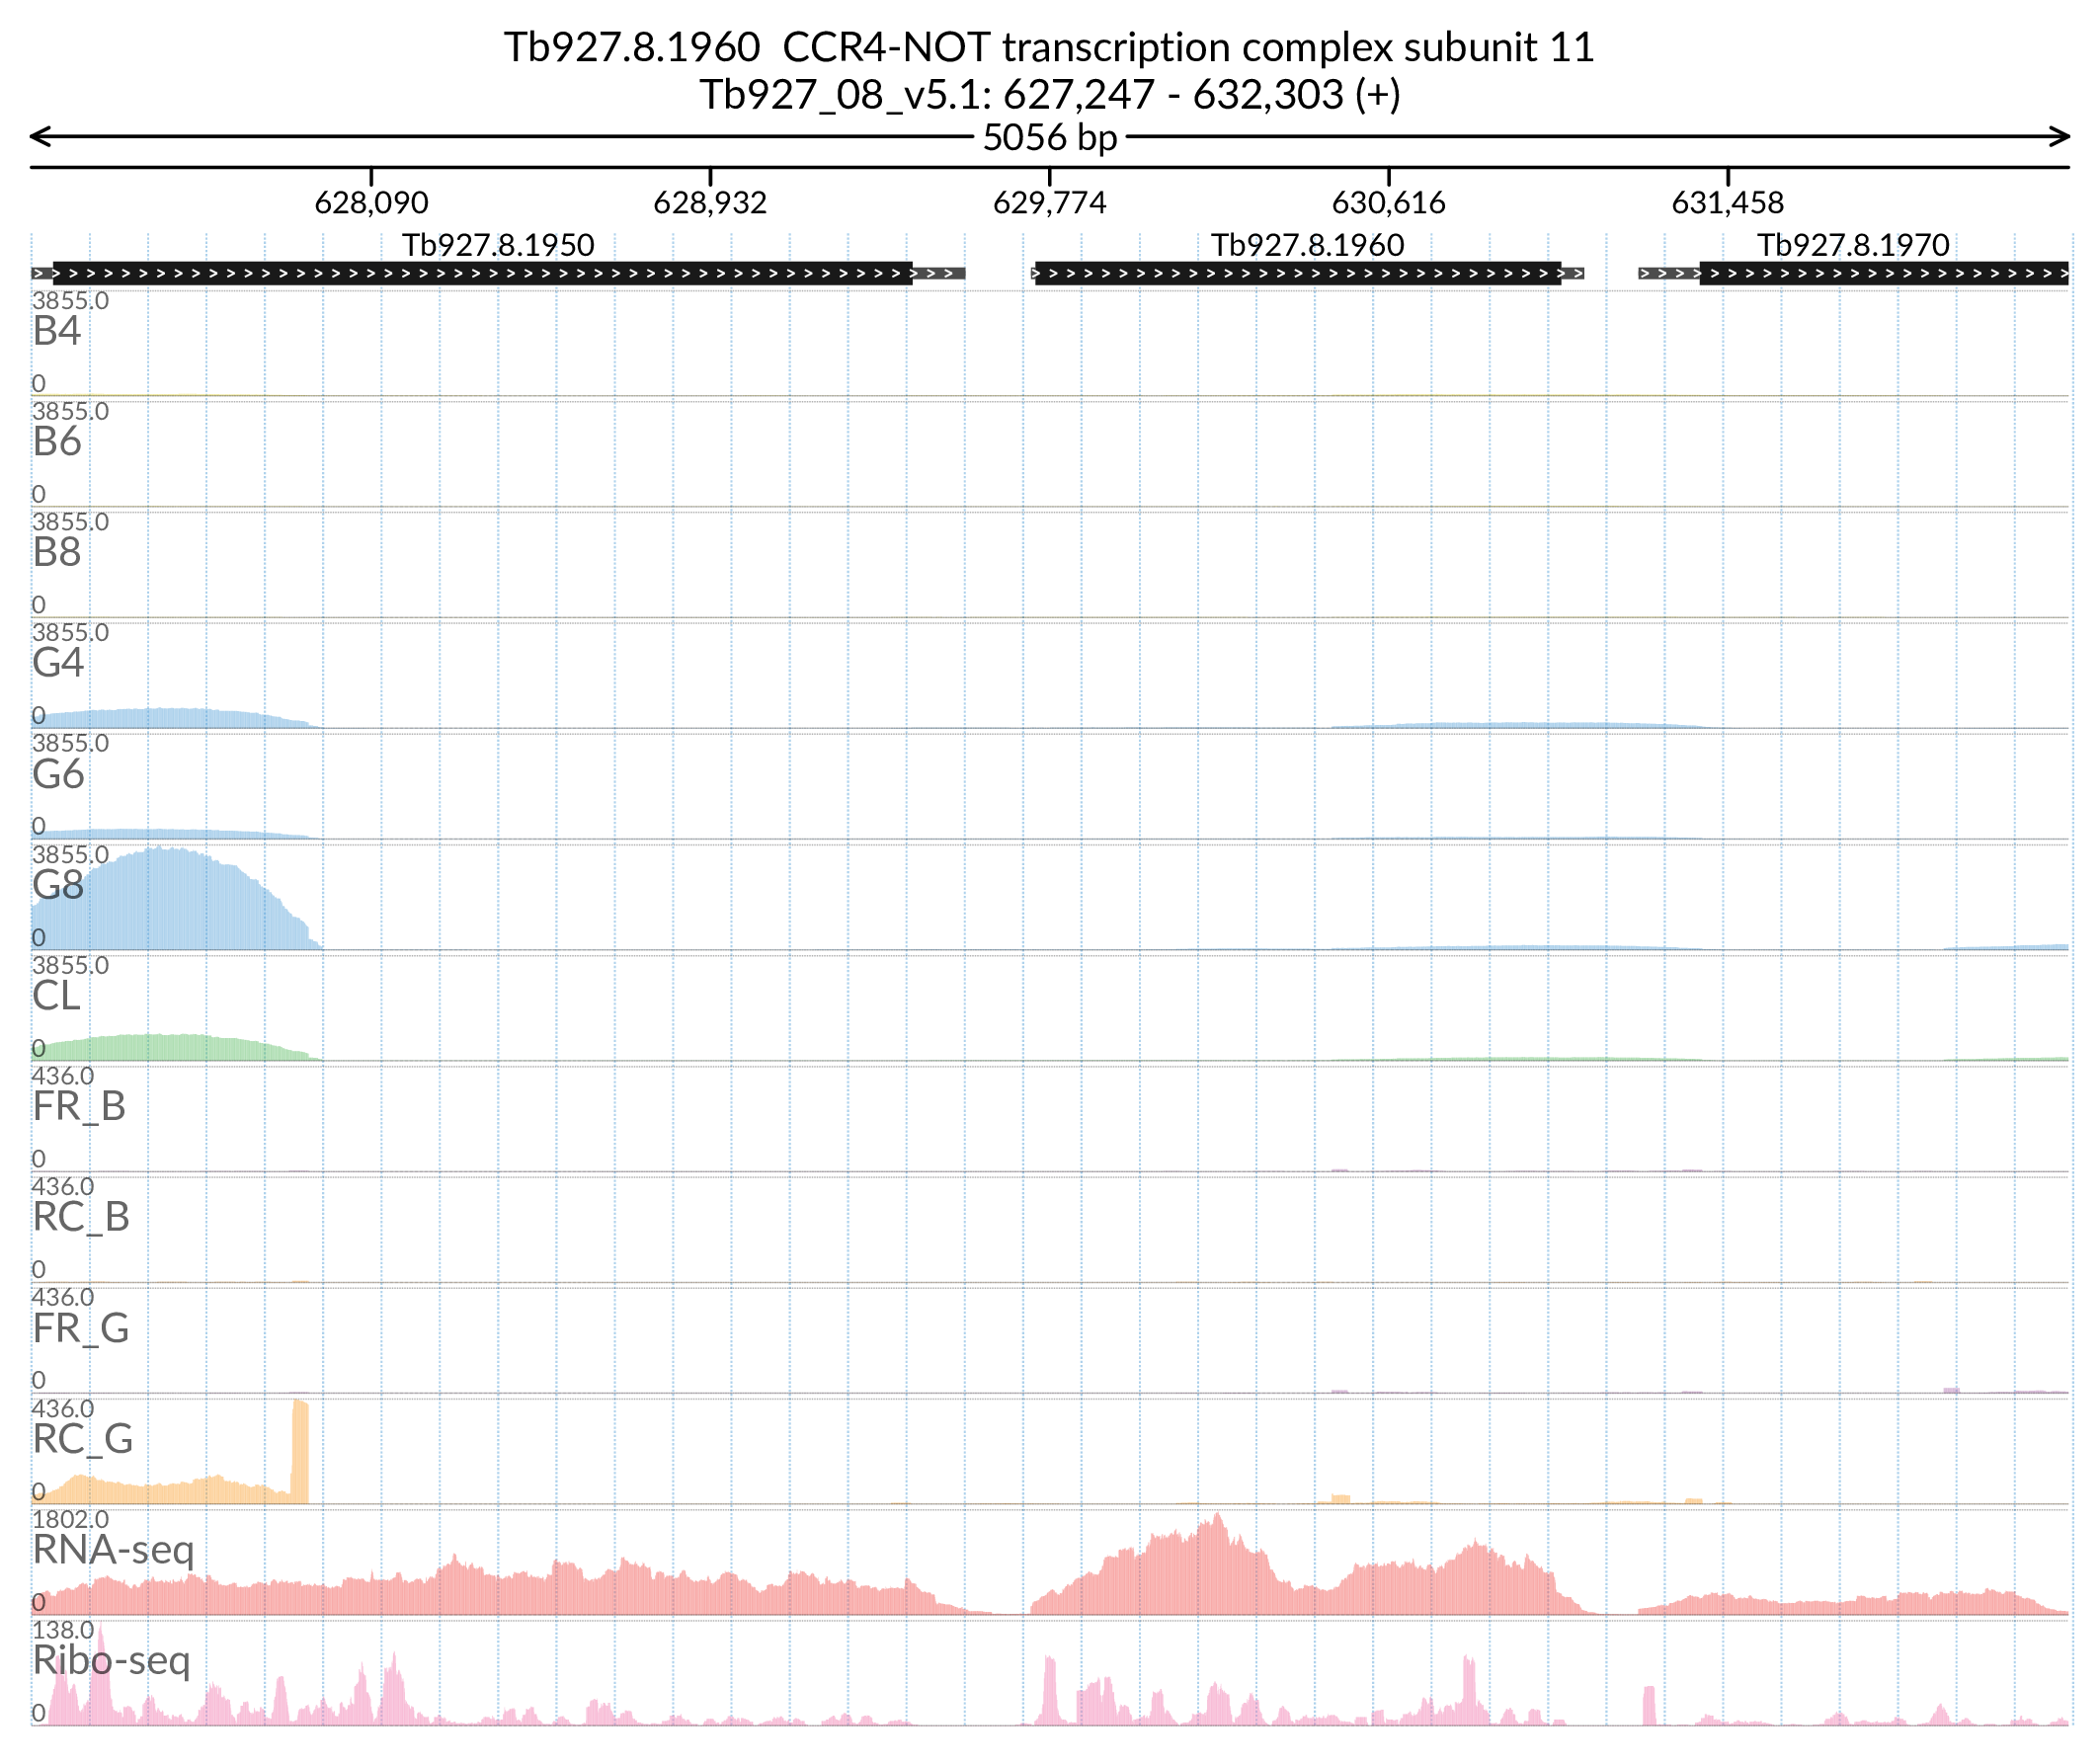 Tb927.8.1960  CCR4-NOT transcription complex subunit 11
Tb927_08_v5.1: 627,247 - 632,303 (+)
5056 bp
628,090 628,932 629,774 630,616 631,458
Tb927.8.1950 Tb927.8.1960 Tb927.8.1970
3855.0
B4
0
3855.0
B6
0
3855.0
B8
0
3855.0
G4
0
3855.0
G6
0
3855.0
G8
0
3855.0
CL
0
436.0
FR_B
0
436.0
RC_B
0
436.0
FR_G
0
436.0
RC_G
0
1802.0
RNA-seq
0
138.0
Ribo-seq
0